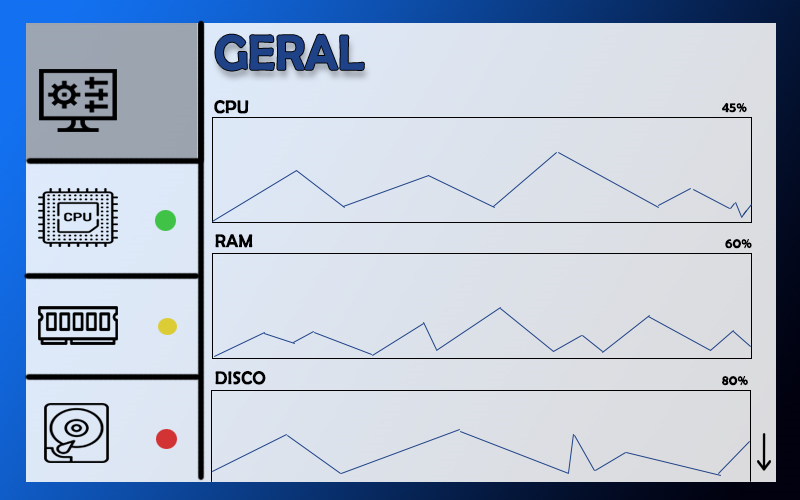 GERAL
CPU 45%
CPU
RAM 60%
DISCO 80%